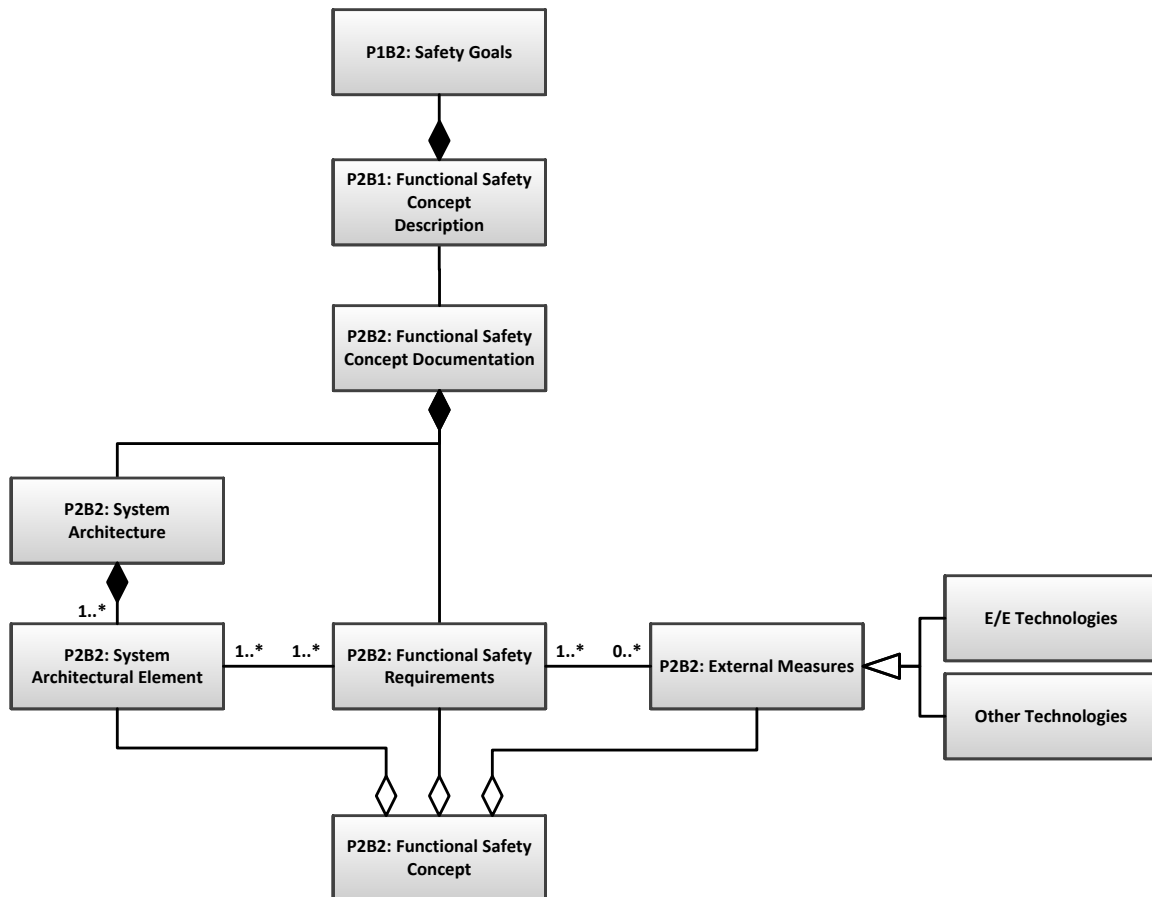 P1B2: Safety Goals
P2B1: Functional Safety
Concept
Description
P2B2: Functional Safety
Concept Documentation
P2B2: System
Architecture
1..*
P2B2: System
Architectural Element
1..*
1..*
P2B2: Functional Safety
Requirements
1..*
0..*
P2B2: External Measures
E/E Technologies
Other Technologies
P2B2: Functional Safety
Concept